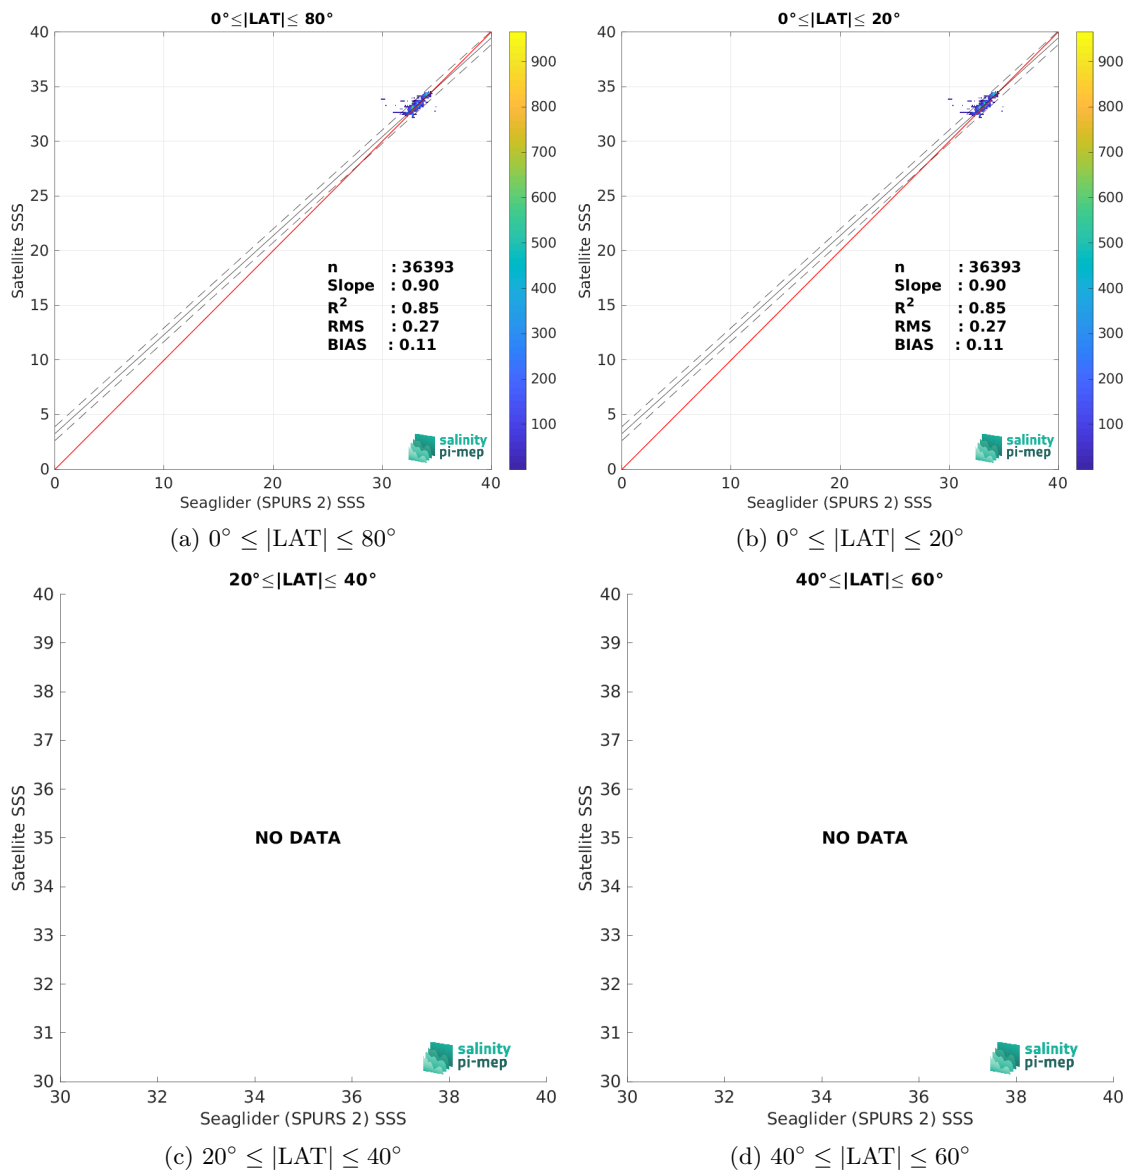 0°≤|LAT|≤ 80°
40
35
30
25
20
15
10
5
0
Satellite SSS
n : 36393
Slope : 0.90
R² : 0.85
RMS : 0.27
BIAS : 0.11
salinity
pi-mep
0 10 20 30 40
Seaglider (SPURS 2) SSS
900
800
700
600
500
400
300
200
100
(a) 0° ≤ |LAT| ≤ 80°
0°≤|LAT|≤ 20°
40
35
30
25
20
15
10
5
0
Satellite SSS
n : 36393
Slope : 0.90
R² : 0.85
RMS : 0.27
BIAS : 0.11
salinity
pi-mep
0 10 20 30 40
Seaglider (SPURS 2) SSS
900
800
700
600
500
400
300
200
100
(b) 0° ≤ |LAT| ≤ 20°
20°≤|LAT|≤ 40°
40
39
38
37
36
35
34
33
32
31
30
Satellite SSS
NO DATA
salinity
pi-mep
30 32 34 36 38 40
Seaglider (SPURS 2) SSS
(c) 20° ≤ |LAT| ≤ 40°
40°≤|LAT|≤ 60°
40
39
38
37
36
35
34
33
32
31
30
Satellite SSS
NO DATA
salinity
pi-mep
30 32 34 36 38 40
Seaglider (SPURS 2) SSS
(d) 40° ≤ |LAT| ≤ 60°